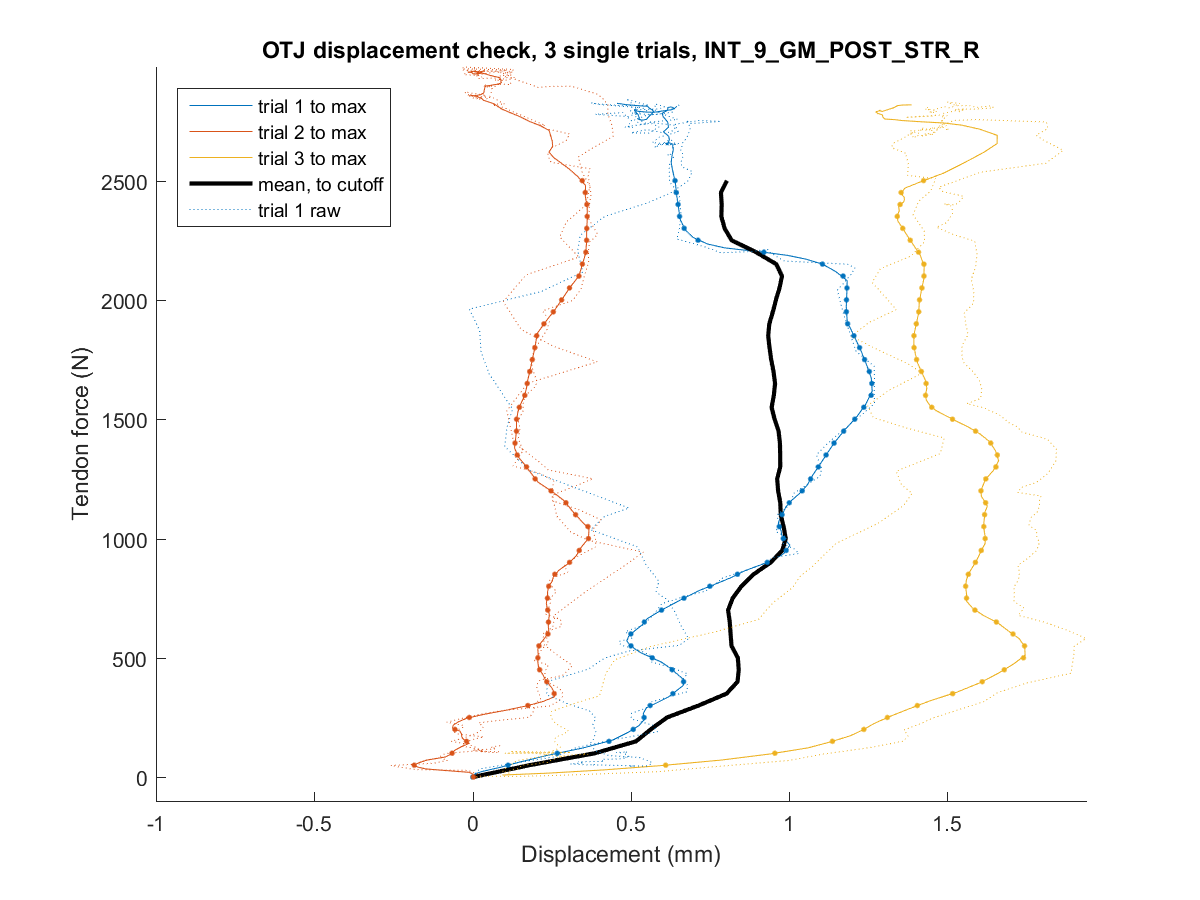 OTJ displacement check, 3 single trials, INT_9_GM_POST_STR_R
trial 1 to max
trial 2 to max
trial 3 to max
mean, to cutoff
trial 1 raw
Tendon force (N)
2500
2000
1500
1000
500
0
-1
-0.5
0
0.5
1
1.5
Displacement (mm)